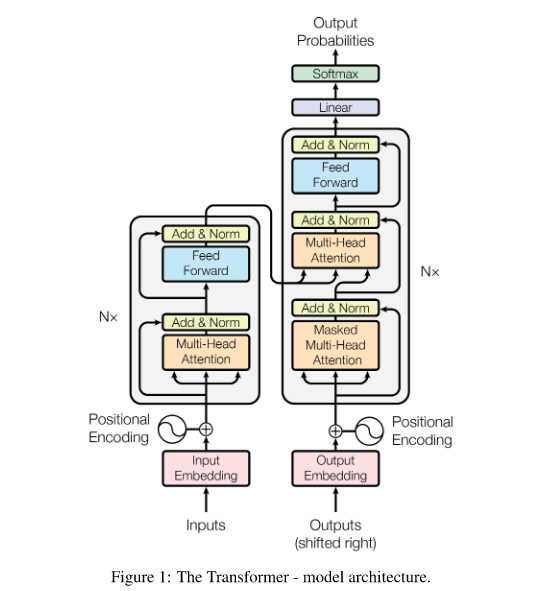 Output
Probabilities
Softmax
Linear
Add & Norm
Feed
Forward
Add & Norm
Multi-Head
Attention
Add & Norm
Masked
Multi-Head
Attention
N×
Positional
Encoding
Output
Embedding
Outputs
(shifted right)
Add & Norm
Feed
Forward
Add & Norm
Multi-Head
Attention
N×
Positional
Encoding
Input
Embedding
Inputs
Figure 1: The Transformer - model architecture.